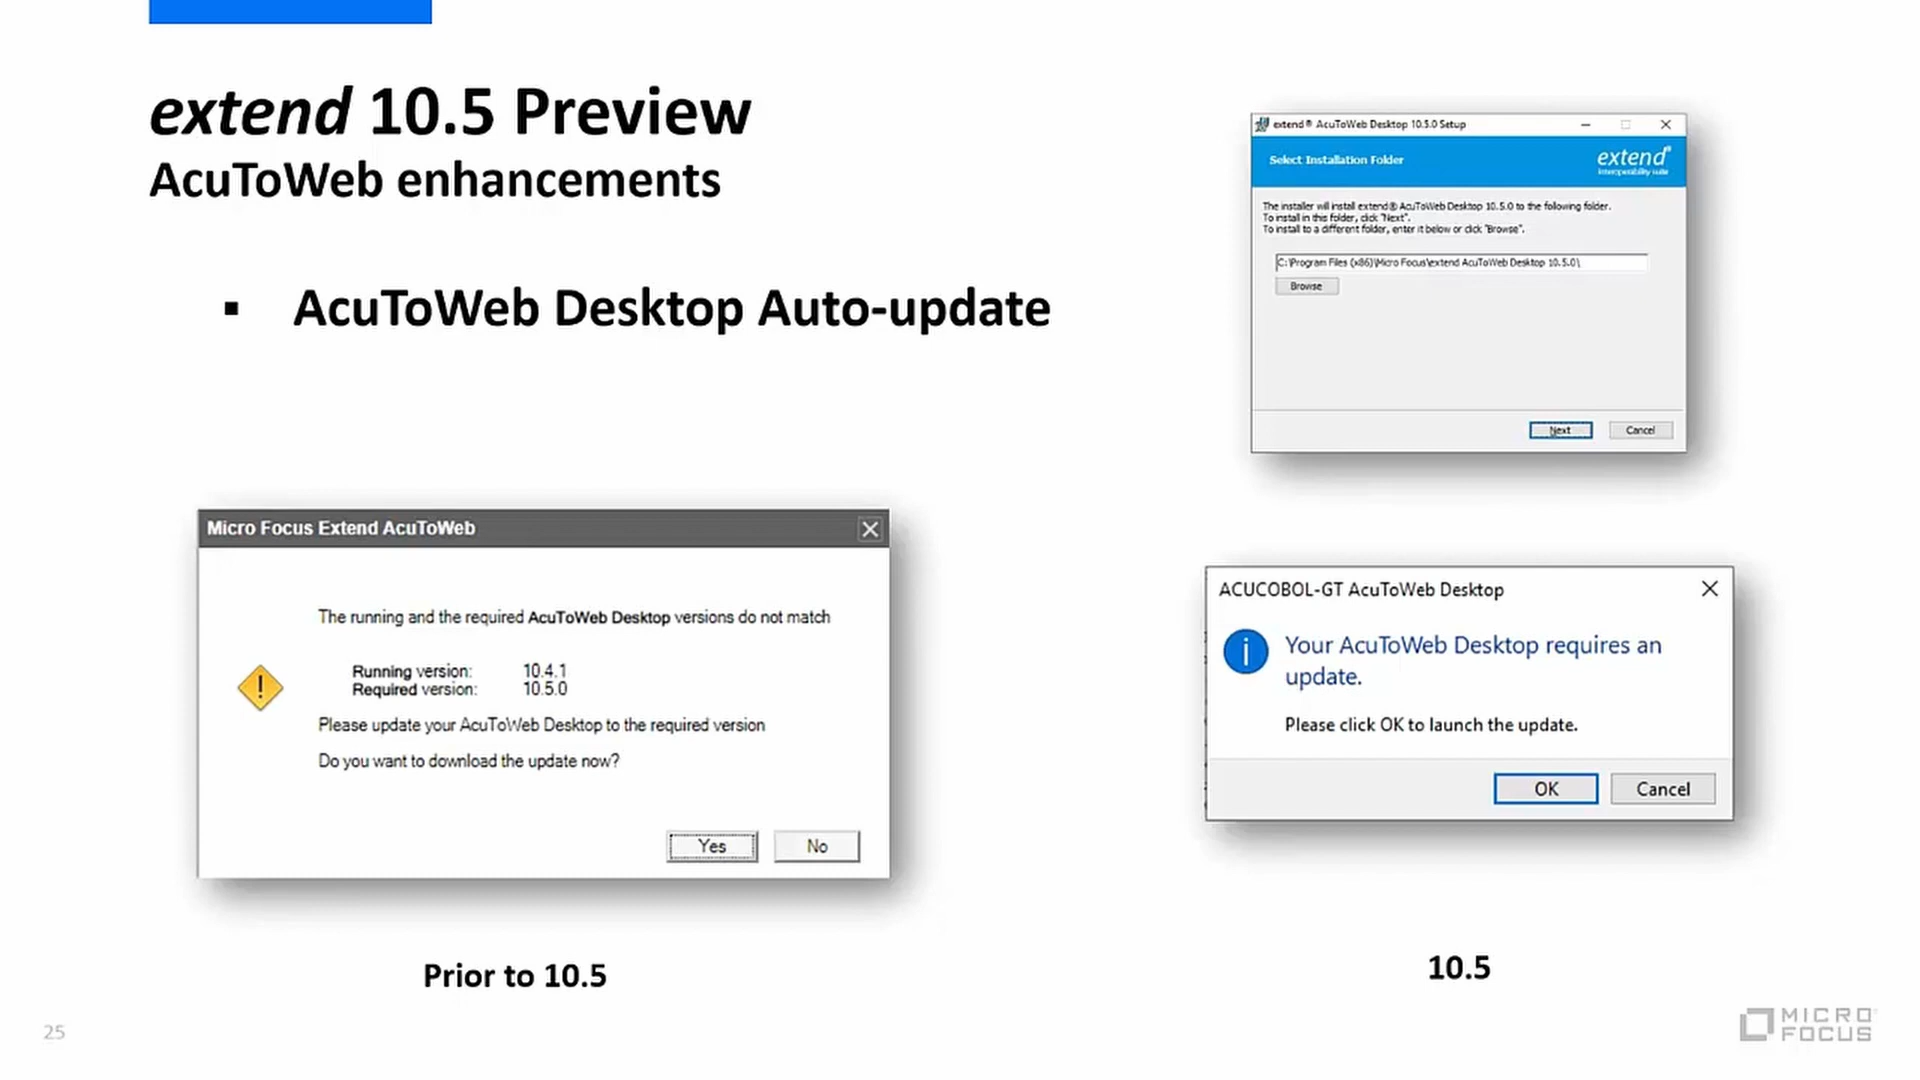 extend 10.5 Preview
AcuToWeb enhancements
▪ AcuToWeb Desktop Auto-update
extend® AcuToWeb Desktop 10.5.0 Setup
Select Installation Folder
extend®
interoperability suite
The installer will install extend® AcuToWeb Desktop 10.5.0 to the following folder.
To install in this folder, click "Next".
To install to a different folder, enter it below or click "Browse".
C:\Program Files (x86)\Micro Focus\extend AcuToWeb Desktop 10.5.0\
Browse
Next
Cancel
Micro Focus Extend AcuToWeb
The running and the required AcuToWeb Desktop versions do not match
Running version: 10.4.1
Required version: 10.5.0
Please update your AcuToWeb Desktop to the required version
Do you want to download the update now?
Yes
No
Prior to 10.5
ACUCOBOL-GT AcuToWeb Desktop
Your AcuToWeb Desktop requires an
update.
Please click OK to launch the update.
OK
Cancel
10.5
25
MICRO
FOCUS